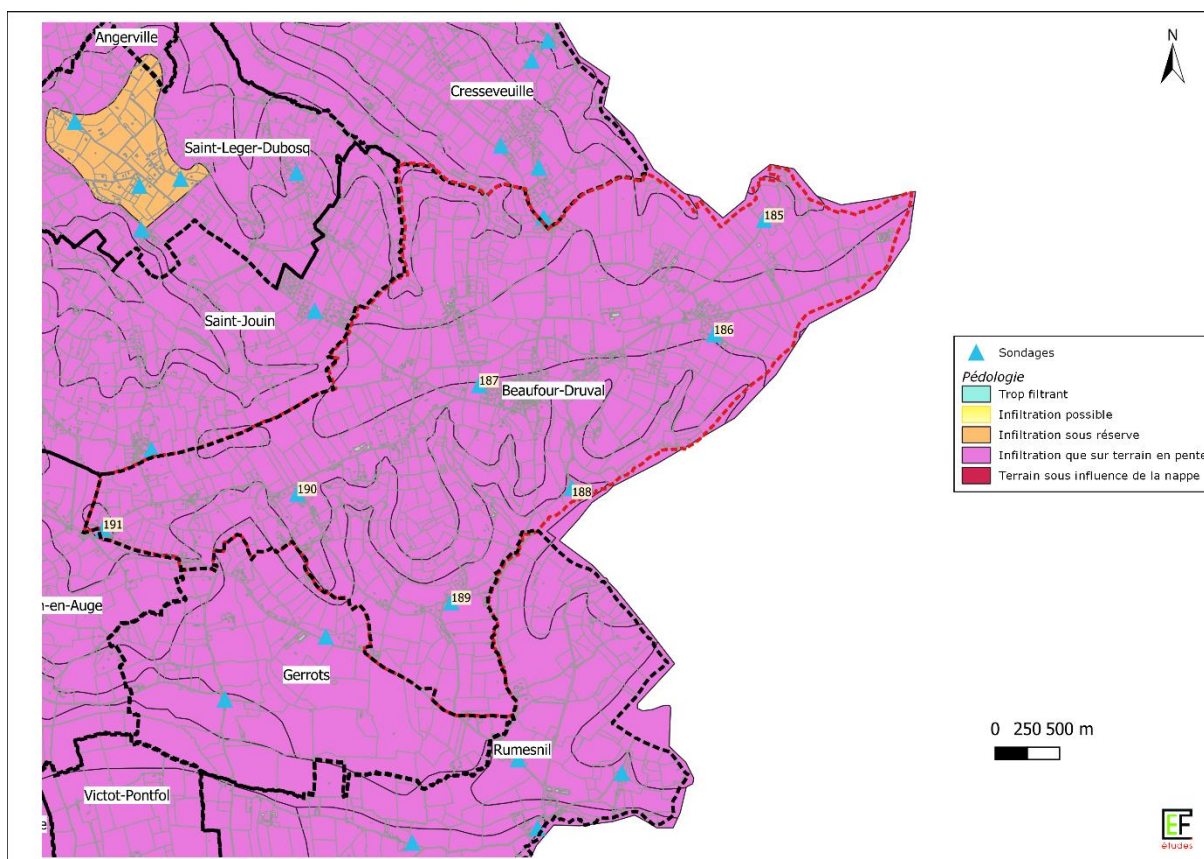 Angerville
N
Cresseveuille
Saint-Leger-Dubosq
185
Saint-Jouin
186
187
Beaufour-Druval
190
188
191
189
n-en-Auge
Gerrots
Rumesnil
Victot-Pontfol
e
Sondages
Pédologie
Trop filtrant
Infiltration possible
Infiltration sous réserve
Infiltration que sur terrain en pente
Terrain sous influence de la nappe
0 250 500 m
CEF
études